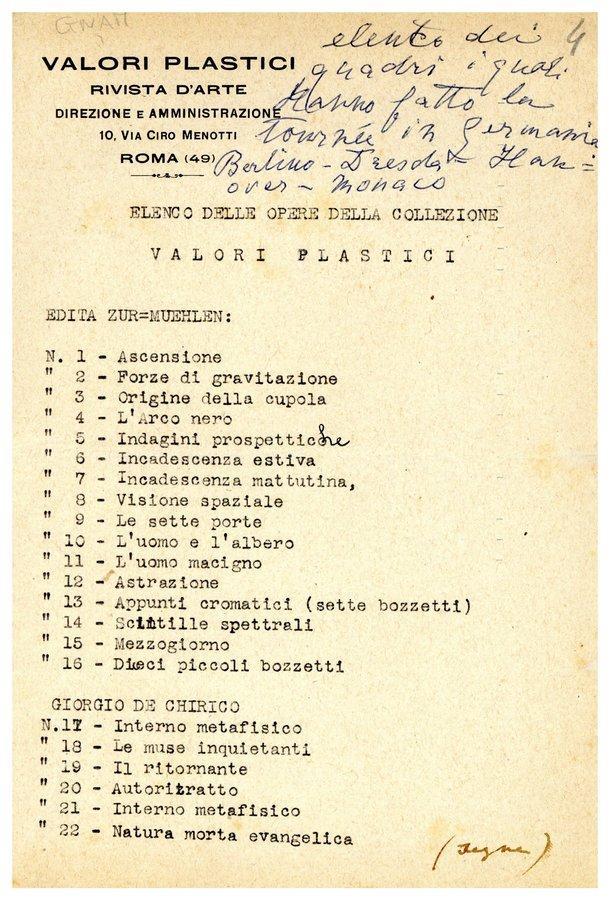 GNAM
4
elenco dei
quadri i quali
hanno fatto la
tournée in Germania
Berlino - Dresda - Han=
over - Monaco
VALORI PLASTICI
RIVISTA D'ARTE
DIREZIONE E AMMINISTRAZIONE
10, VIA CIRO MENOTTI
ROMA (49)
ELENCO DELLE OPERE DELLA COLLEZIONE
VALORI PLASTICI
EDITA ZUR=MUEHLEN:
N. 1 - Ascensione
" 2 - Forze di gravitazione
" 3 - Origine della cupola
" 4 - L'Arco nero
" 5 - Indagini prospettiche
" 6 - Incadescenza estiva
" 7 - Incadescenza mattutina,
" 8 - Visione spaziale
" 9 - Le sette porte
" 10 - L'uomo e l'albero
" 11 - L'uomo macigno
" 12 - Astrazione
" 13 - Appunti cromatici (sette bozzetti)
" 14 - Scintille spettrali
" 15 - Mezzogiorno
" 16 - Dieci piccoli bozzetti
GIORGIO DE CHIRICO
N.17 - Interno metafisico
" 18 - Le muse inquietanti
" 19 - Il ritornante
" 20 - Autoritratto
" 21 - Interno metafisico
" 22 - Natura morta evangelica
(segue)